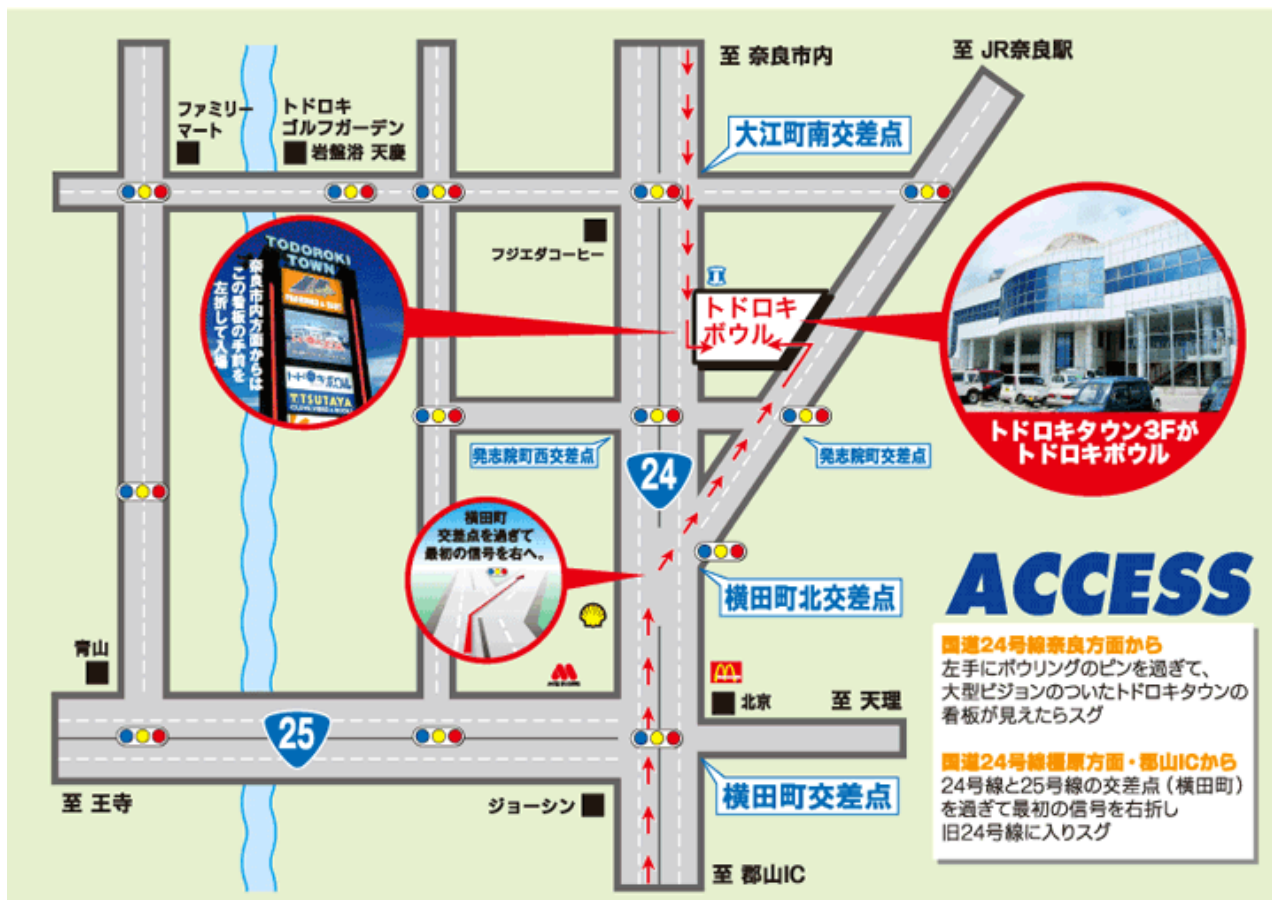 至 奈良市内
至 JR奈良駅
ファミリー
マート
トドロキ
ゴルフガーデン
岩盤浴 天慶
大江町南交差点
フジエダコーヒー
TODOROKI
TOWN
奈良市内方面からは
この看板の手前を
左折して入場
トドロキボウル
TSUTAYA
トドロキ
ボウル
トドロキタウン3Fが
トドロキボウル
発志院町西交差点
24
発志院町交差点
横田町
交差点を過ぎて
最初の信号を右へ。
横田町北交差点
青山
北京
至 天理
25
至 王寺
ジョーシン
横田町交差点
至 郡山IC
ACCESS
国道24号線奈良方面から
左手にボウリングのピンを過ぎて、
大型ビジョンのついたトドロキタウンの
看板が見えたらスグ
国道24号線橿原方面・郡山ICから
24号線と25号線の交差点（横田町）
を過ぎて最初の信号を右折し
旧24号線に入りスグ